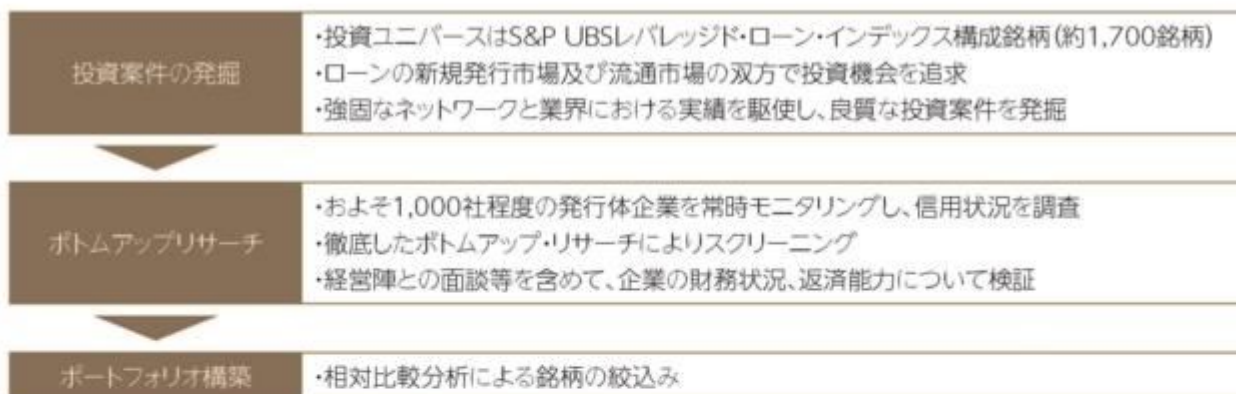 投資案件の発掘
・投資ユニバースはS&P UBSレバレッジド・ローン・インデックス構成銘柄(約1,700銘柄)
・ローンの新規発行市場及び流通市場の双方で投資機会を追求
・強固なネットワークと業界における実績を駆使し、良質な投資案件を発掘
ボトムアップリサーチ
・およそ1,000社程度の発行体企業を常時モニタリングし、信用状況を調査
・徹底したボトムアップ・リサーチによりスクリーニング
・経営陣との面談等を含めて、企業の財務状況、返済能力について検証
ポートフォリオ構築
・相対比較分析による銘柄の絞込み